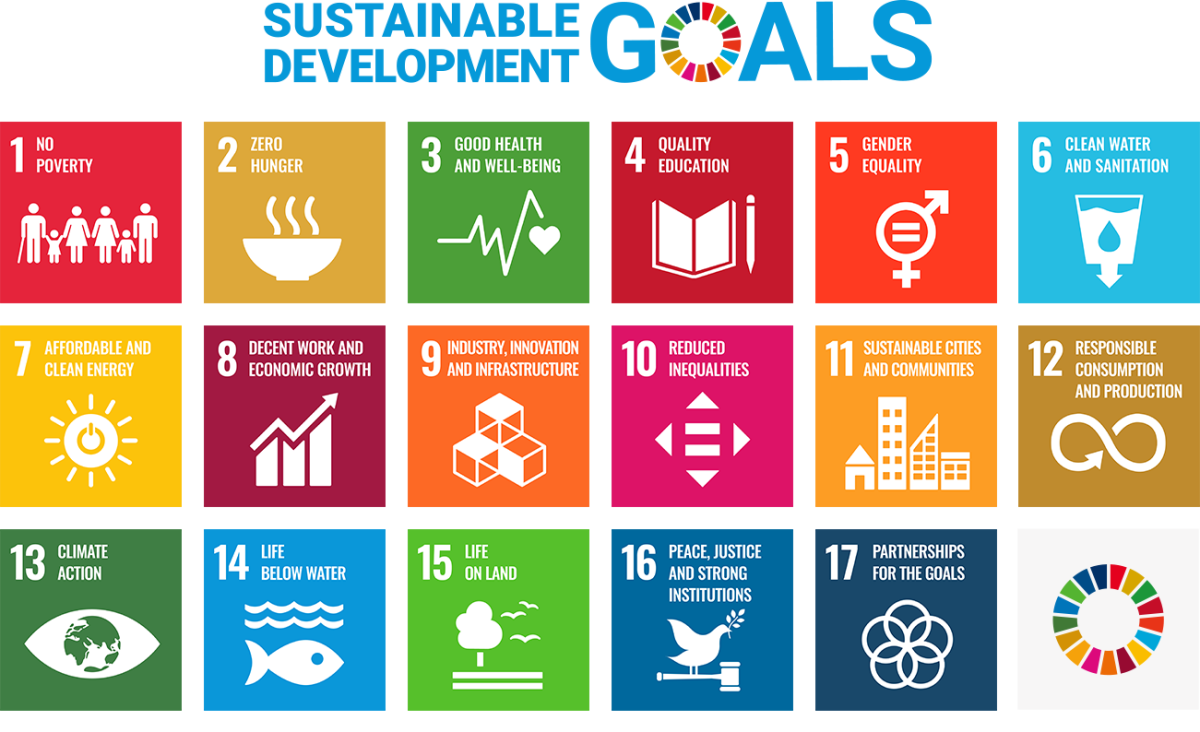 SUSTAINABLE
DEVELOPMENT GOALS
1 NO
POVERTY
2 ZERO
HUNGER
3 GOOD HEALTH
AND WELL-BEING
4 QUALITY
EDUCATION
5 GENDER
EQUALITY
6 CLEAN WATER
AND SANITATION
7 AFFORDABLE AND
CLEAN ENERGY
8 DECENT WORK AND
ECONOMIC GROWTH
9 INDUSTRY, INNOVATION
AND INFRASTRUCTURE
10 REDUCED
INEQUALITIES
11 SUSTAINABLE CITIES
AND COMMUNITIES
12 RESPONSIBLE
CONSUMPTION
AND PRODUCTION
13 CLIMATE
ACTION
14 LIFE
BELOW WATER
15 LIFE
ON LAND
16 PEACE, JUSTICE
AND STRONG
INSTITUTIONS
17 PARTNERSHIPS
FOR THE GOALS